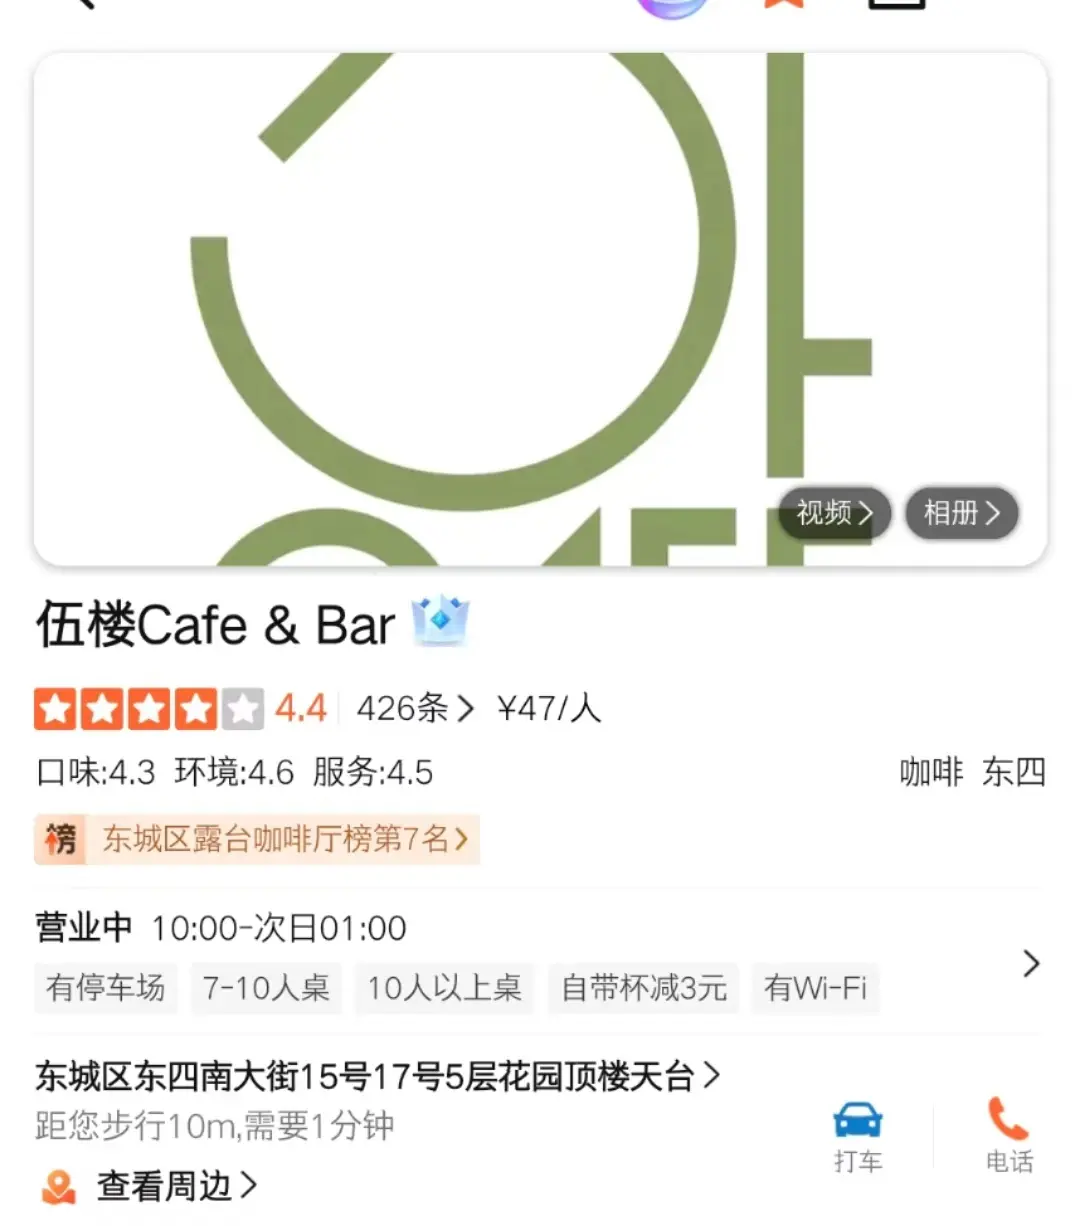 视频
相册
伍楼Cafe & Bar
4.4 426条 ¥47/人
口味:4.3 环境:4.6 服务:4.5 咖啡 东四
榜 东城区露台咖啡厅榜第7名
营业中 10:00-次日01:00
有停车场 7-10人桌 10人以上桌 自带杯减3元 有Wi-Fi
东城区东四南大街15号17号5层花园顶楼天台
距您步行10m,需要1分钟
打车 电话
查看周边